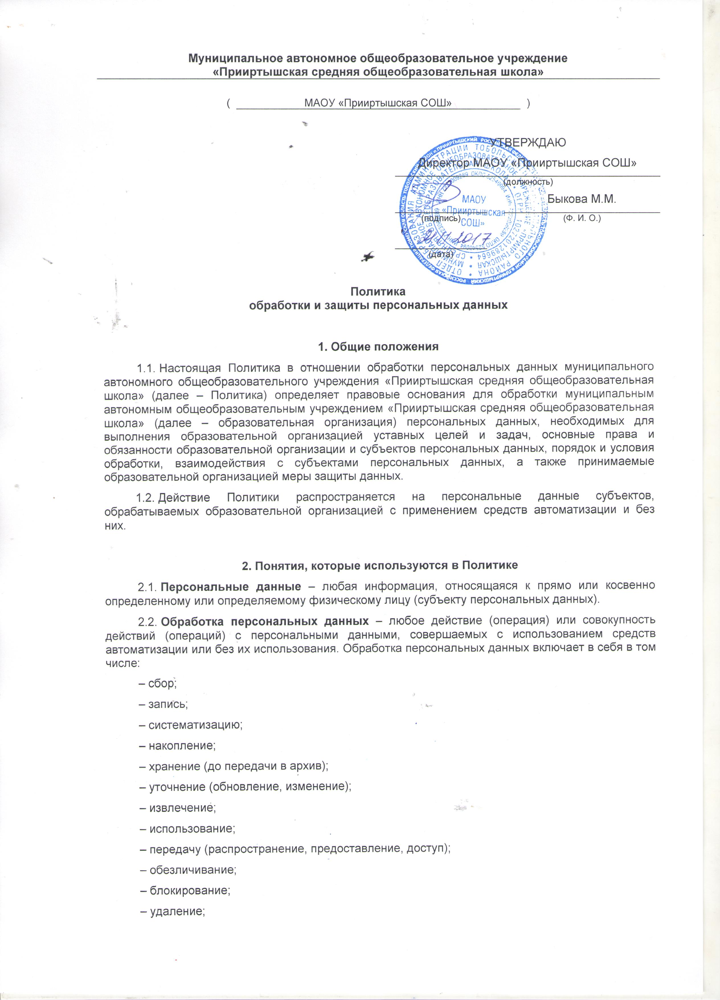 Муниципальное автономное общеобразовательное учреждение
«Прииртышская средняя общеобразовательная школа»
( МАОУ «Прииртышская СОШ» )
УТВЕРЖДАЮ
Директор МАОУ «Прииртышская СОШ»
(должность)
Быкова М.М.
(подпись) (Ф. И. О.)
МАОУ
«Прииртышская
СОШ»
2017
(дата)
Политика
обработки и защиты персональных данных
1. Общие положения
1.1. Настоящая Политика в отношении обработки персональных данных муниципального
автономного общеобразовательного учреждения «Прииртышская средняя общеобразовательная
школа» (далее – Политика) определяет правовые основания для обработки муниципальным
автономным общеобразовательным учреждением «Прииртышская средняя общеобразовательная
школа» (далее – образовательная организация) персональных данных, необходимых для
выполнения образовательной организацией уставных целей и задач, основные права и
обязанности образовательной организации и субъектов персональных данных, порядок и условия
обработки, взаимодействия с субъектами персональных данных, а также принимаемые
образовательной организацией меры защиты данных.
1.2. Действие Политики распространяется на персональные данные субъектов,
обрабатываемых образовательной организацией с применением средств автоматизации и без
них.
2. Понятия, которые используются в Политике
2.1. Персональные данные – любая информация, относящаяся к прямо или косвенно
определенному или определяемому физическому лицу (субъекту персональных данных).
2.2. Обработка персональных данных – любое действие (операция) или совокупность
действий (операций) с персональными данными, совершаемых с использованием средств
автоматизации или без их использования. Обработка персональных данных включает в себя в том
числе:
– сбор;
– запись;
– систематизацию;
– накопление;
– хранение (до передачи в архив);
– уточнение (обновление, изменение);
– извлечение;
– использование;
– передачу (распространение, предоставление, доступ);
– обезличивание;
– блокирование;
– удаление;